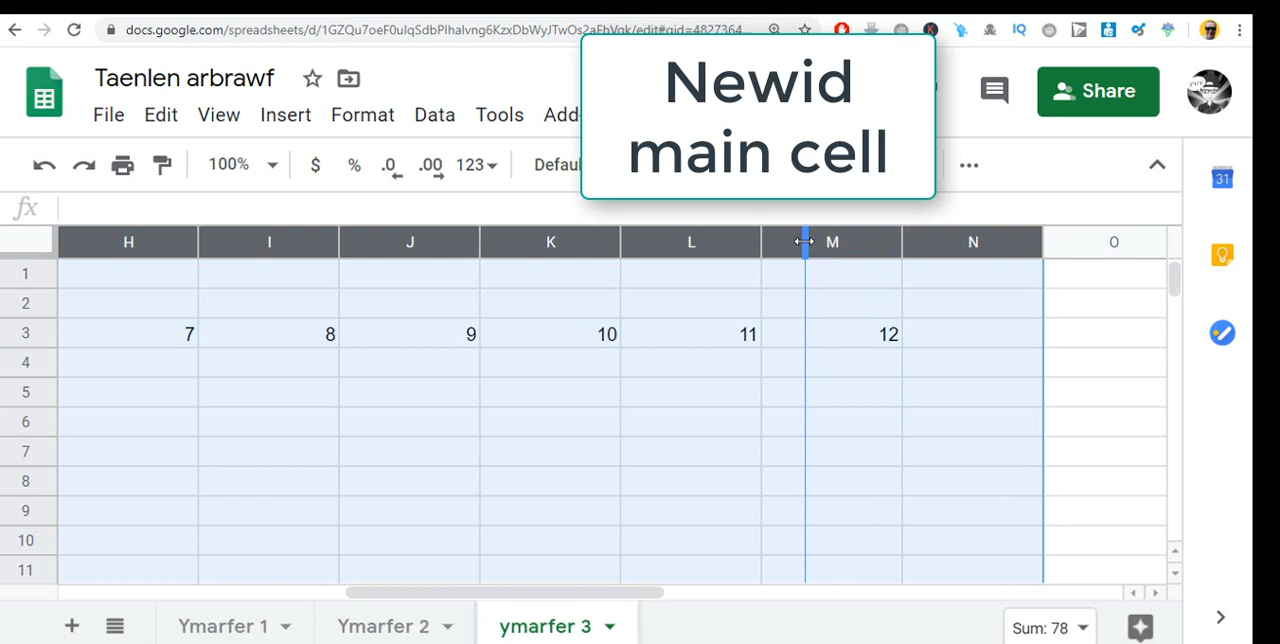 docs.google.com/spreadsheets/d/1GZQu7oeF0uIqSdbPIhalvng6KzxDbWyJTwOs2aFhVgk/edit#gid=4827364...
Newid
main cell
Taenlen arbrawf
Share
File Edit View Insert Format Data Tools Add-
100% $ % .0 .00 123 Defaul
31
fx
H I J K L M N O
1
2
3 7 8 9 10 11 12
4
5
6
7
8
9
10
11
+ Ymarfer 1 Ymarfer 2 ymarfer 3 Sum: 78